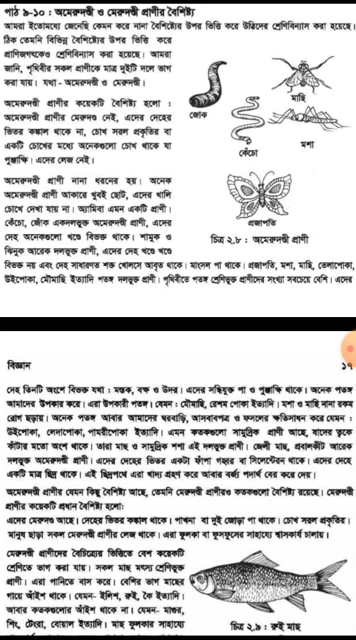 পাঠ ৯-১০ : অমেরুদণ্ডী ও মেরুদণ্ডী প্রাণীর বৈশিষ্ট্য
আমরা ইতোমধ্যে জেনেছি কেমন করে নানা বৈশিষ্ট্যের উপর ভিত্তি করে উদ্ভিদের শ্রেণিবিন্যাস করা হয়েছে।
ঠিক তেমনি বিভিন্ন বৈশিষ্ট্যের উপর ভিত্তি করে
প্রাণিজগৎকেও শ্রেণিবিন্যাস করা হয়েছে। আমরা
জানি, পৃথিবীর সকল প্রাণীকে মাত্র দুইটি দলে ভাগ
করা যায়। যথা - অমেরুদণ্ডী ও মেরুদণ্ডী।
অমেরুদণ্ডী প্রাণীর কয়েকটি বৈশিষ্ট্য হলো :
অমেরুদণ্ডী প্রাণীর মেরুদণ্ড নেই, এদের দেহের
ভিতর কঙ্কাল থাকে না, চোখ সরল প্রকৃতির বা
একটি চোখের মধ্যে অনেকগুলো চোখ থাকে যা
পুঞ্জাক্ষি। এদের লেজ নেই।
জোঁক
মাছি
কেঁচো
মশা
প্রজাপতি
চিত্র ২.৮ : অমেরুদণ্ডী প্রাণী
অমেরুদণ্ডী প্রাণী নানা ধরনের হয়। অনেক
অমেরুদণ্ডী প্রাণী আকারে খুবই ছোট, এদের খালি
চোখে দেখা যায় না। অ্যামিবা এমন একটি প্রাণী।
কেঁচো, জোঁক একদলভুক্ত অমেরুদণ্ডী প্রাণী, এদের
দেহ অনেকগুলো খণ্ডে বিভক্ত থাকে। শামুক ও
ঝিনুক আরেক দলভুক্ত প্রাণী, এদের দেহ খণ্ডে খণ্ডে
বিভক্ত নয় এবং দেহ সাধারণত শক্ত খোলসে আবৃত থাকে। মাংসল পা থাকে। প্রজাপতি, মশা, মাছি, তেলাপোকা,
উইপোকা, মৌমাছি ইত্যাদি পতঙ্গ দলভুক্ত প্রাণী। পৃথিবীতে পতঙ্গ শ্রেণিভুক্ত প্রাণীদের সংখ্যা সবচেয়ে বেশি। এদের
বিজ্ঞান
১৭
দেহ তিনটি অংশে বিভক্ত যথা : মস্তক, বক্ষ ও উদর। এদের সন্ধিযুক্ত পা ও পুঞ্জাক্ষি থাকে। অনেক পতঙ্গ
আমাদের উপকার করে। এরা উপকারী পতঙ্গ। যেমন : মৌমাছি, রেশম পোকা ইত্যাদি। মশা ও মাছি নানা রকম
রোগ ছড়ায়। অনেক পতঙ্গ আবার আমাদের ঘরবাড়ি, আসবাবপত্র ও ফসলের ক্ষতিসাধন করে যেমন :
উইপোকা, লেদাপোকা, পামরীপোকা ইত্যাদি। এমন কতকগুলো সামুদ্রিক প্রাণী আছে, যাদের ত্বকে
কাঁটার মতো অংশ থাকে। তারা মাছ ও সামুদ্রিক শশা এই দলভুক্ত প্রাণী। জেলী মাছ, প্রবালকীট আরেক
দলভুক্ত অমেরুদণ্ডী প্রাণী। এদের দেহের ভিতর একটা ফাঁপা গহ্বর বা সিলেন্টেরন থাকে। এদের দেহে
একটি মাত্র ছিদ্র থাকে। এই ছিদ্রপথে এরা খাদ্য গ্রহণ করে আবার বর্জ্য পদার্থ বের করে দেয়।
অমেরুদণ্ডী প্রাণীর যেমন কিছু বৈশিষ্ট্য আছে, তেমনি মেরুদণ্ডী প্রাণীরও কতকগুলো বৈশিষ্ট্য রয়েছে। মেরুদণ্ডী
প্রাণীর কয়েকটি প্রধান বৈশিষ্ট্য হলো:
এদের মেরুদণ্ড আছে। দেহের ভিতর কঙ্কাল থাকে। পাখনা বা দুই জোড়া পা থাকে। চোখ সরল প্রকৃতির।
মানুষ ছাড়া সকল মেরুদণ্ডী প্রাণীর লেজ থাকে। এরা ফুলকা বা ফুসফুসের সাহায্যে শ্বাসকার্য চালায়।
মেরুদণ্ডী প্রাণীদের বৈচিত্র্যের ভিত্তিতে বেশ কয়েকটি
শ্রেণিতে ভাগ করা যায়। সকল মাছ মৎস্য শ্রেণিভুক্ত
প্রাণী। এরা পানিতে বাস করে। বেশির ভাগ মাছের
গায়ে আঁইশ থাকে। যেমন- ইলিশ, রুই, কৈ ইত্যাদি।
আবার কতকগুলোর আঁইশ থাকে না। যেমন- মাগুর,
শিং, টেংরা, বোয়াল ইত্যাদি। মাছ ফুলকার সাহায্যে
চিত্র ২.৯ : রুই মাছ